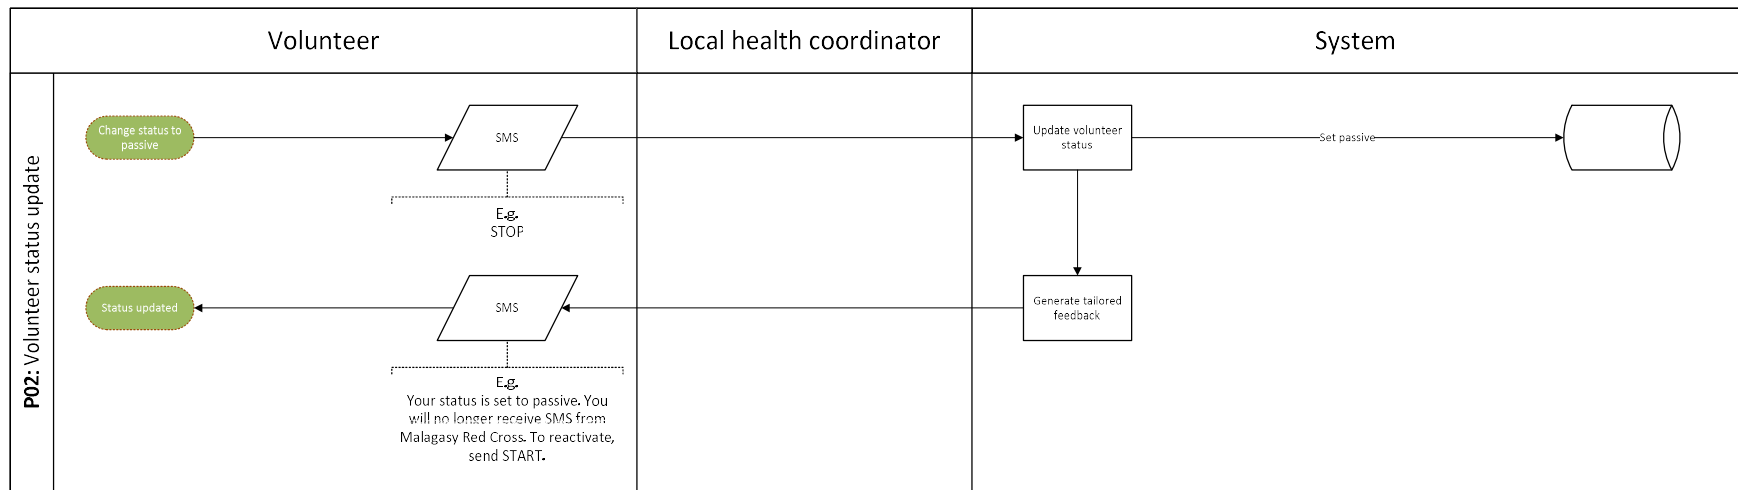 Volunteer
Local health coordinator
System
P02: Volunteer status update
Change status to
passive
SMS
Update volunteer
status
Set passive
E.g.
STOP
Status updated
SMS
Generate tailored
feedback
E.g.
Your status is set to passive. You
will no longer receive SMS from
Malagasy Red Cross. To reactivate,
send START.